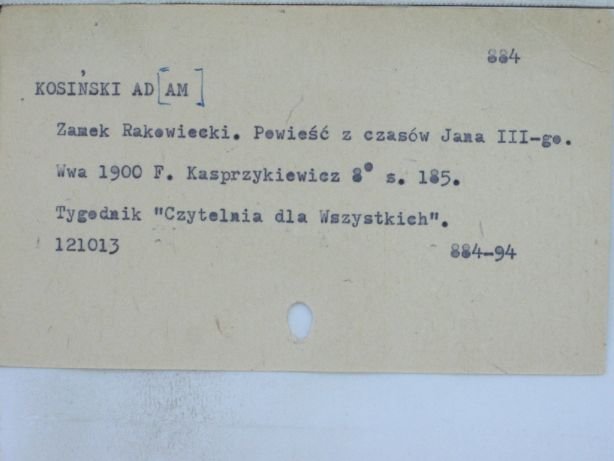 884
KOSIŃSKI AD[AM]
Zamek Rakowiecki. Powieść z czasów Jana III-go.
Wwa 1900 F. Kasprzykiewicz 8° s. 185.
Tygodnik "Czytelnia dla Wszystkich".
121013 884-94